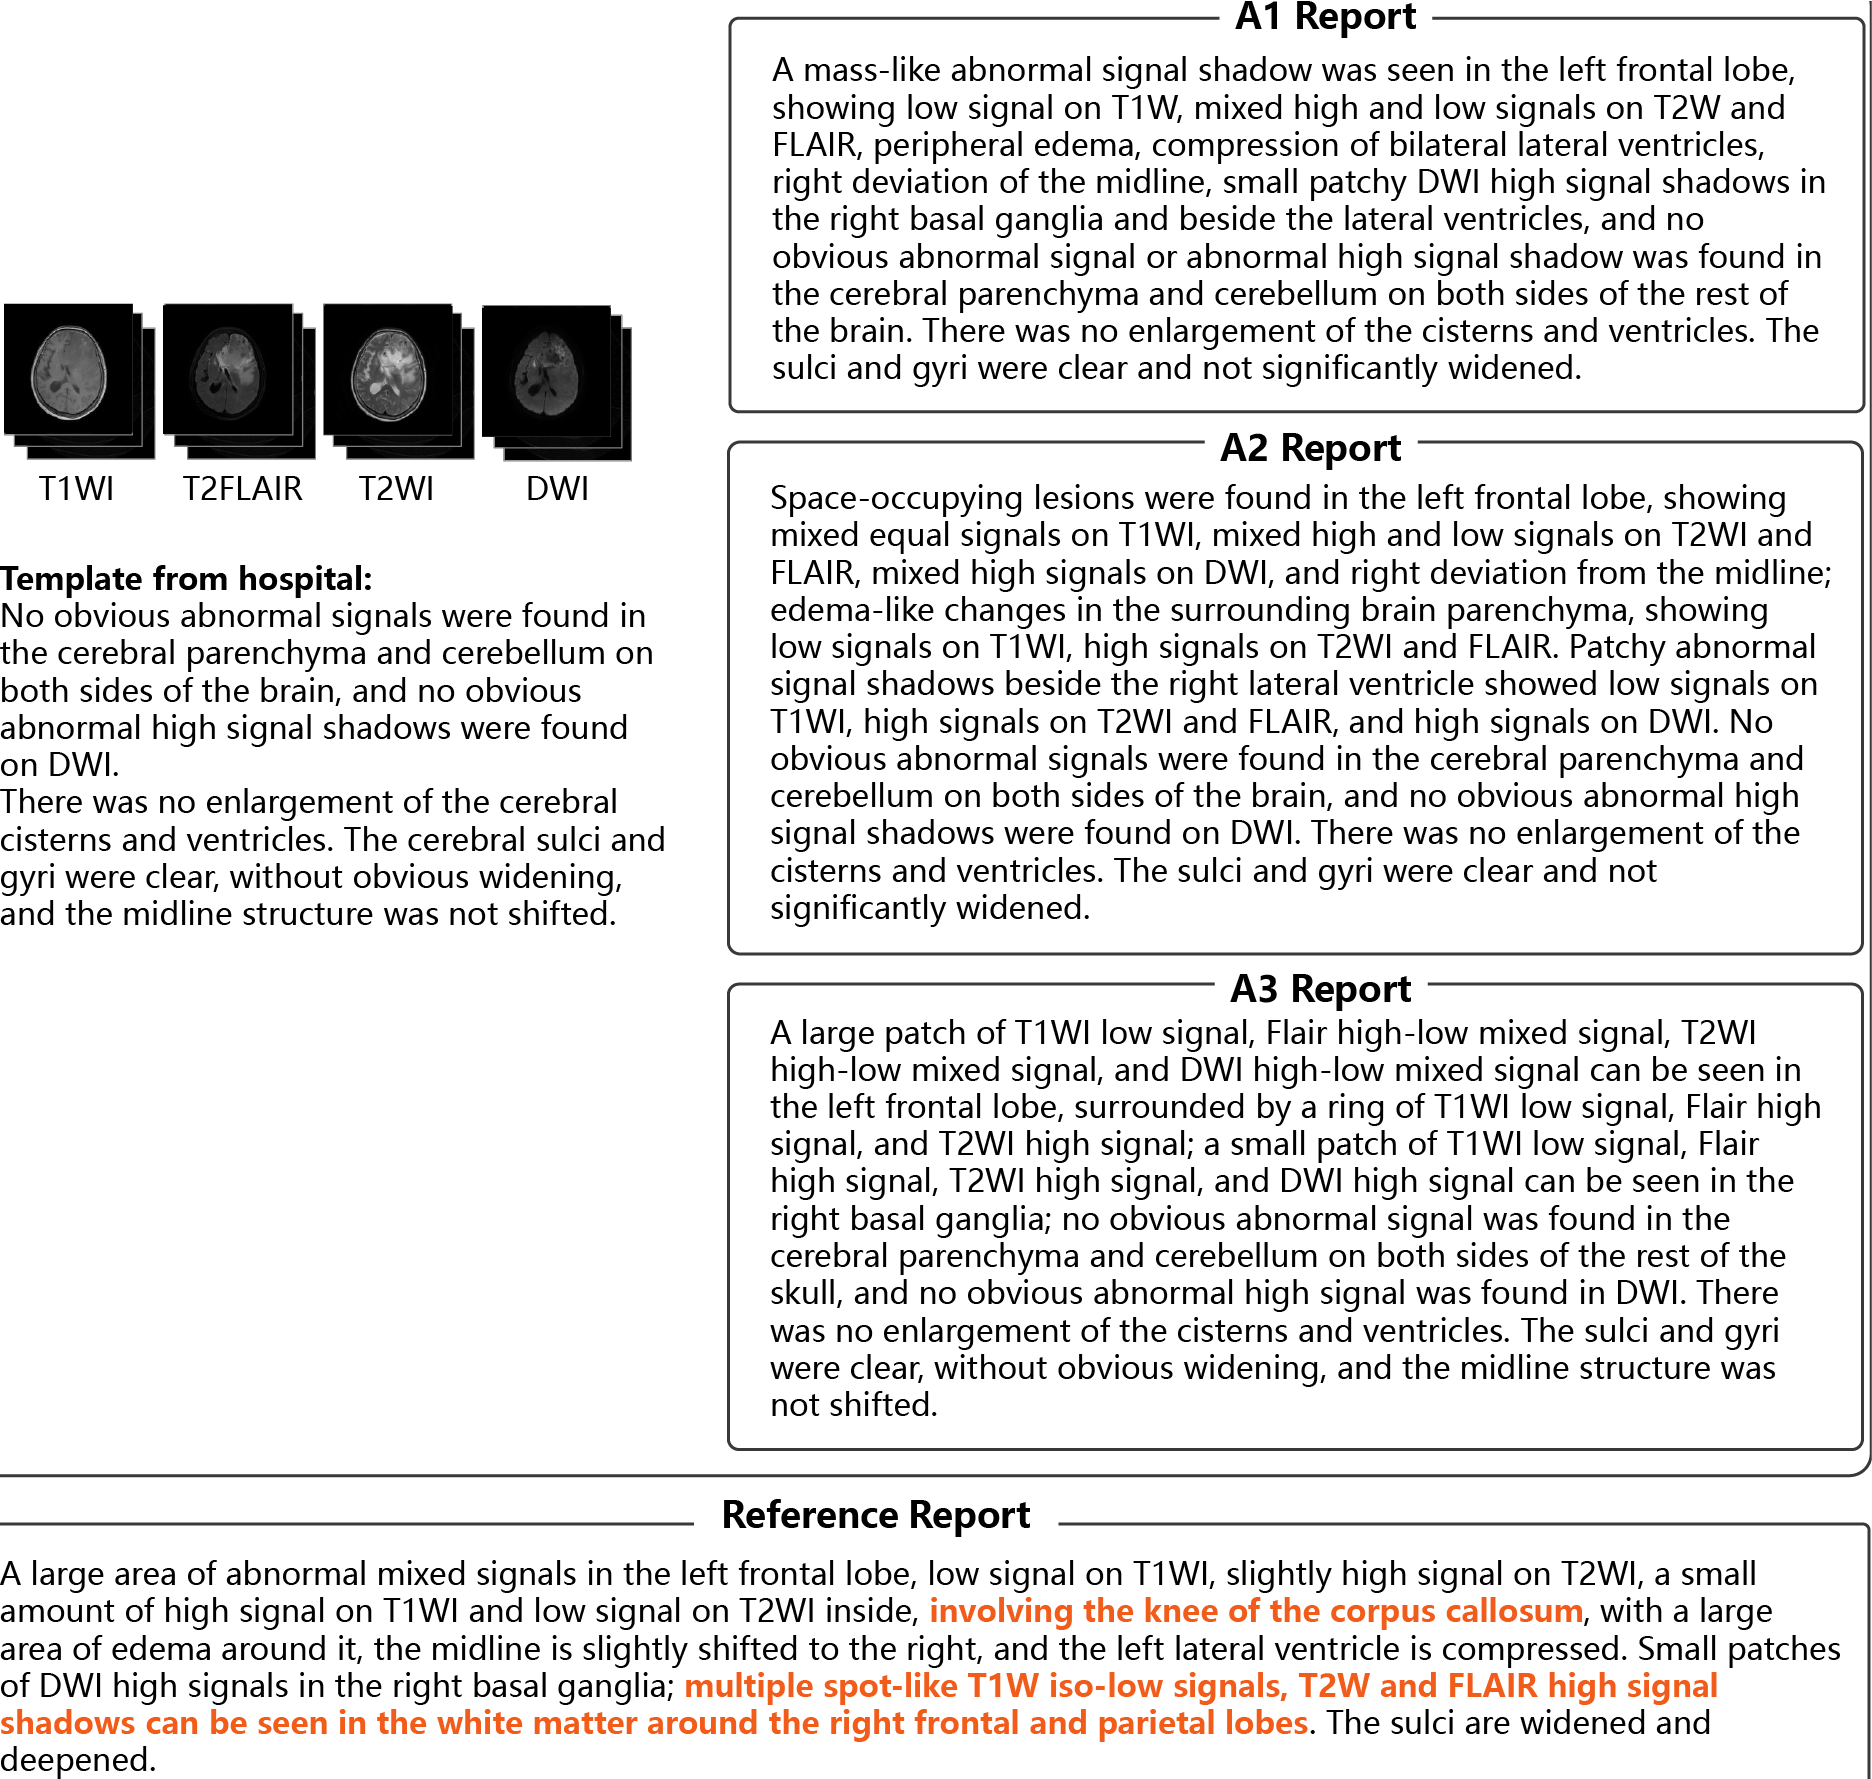 T1WI
T2FLAIR
T2WI
DWI
Template from hospital:
No obvious abnormal signals were found in
the cerebral parenchyma and cerebellum on
both sides of the brain, and no obvious
abnormal high signal shadows were found
on DWI.
There was no enlargement of the cerebral
cisterns and ventricles. The cerebral sulci and
gyri were clear, without obvious widening,
and the midline structure was not shifted.
A1 Report
A mass-like abnormal signal shadow was seen in the left frontal lobe,
showing low signal on T1W, mixed high and low signals on T2W and
FLAIR, peripheral edema, compression of bilateral lateral ventricles,
right deviation of the midline, small patchy DWI high signal shadows in
the right basal ganglia and beside the lateral ventricles, and no
obvious abnormal signal or abnormal high signal shadow was found in
the cerebral parenchyma and cerebellum on both sides of the rest of
the brain. There was no enlargement of the cisterns and ventricles. The
sulci and gyri were clear and not significantly widened.
A2 Report
Space-occupying lesions were found in the left frontal lobe, showing
mixed equal signals on T1WI, mixed high and low signals on T2WI and
FLAIR, mixed high signals on DWI, and right deviation from the midline;
edema-like changes in the surrounding brain parenchyma, showing
low signals on T1WI, high signals on T2WI and FLAIR. Patchy abnormal
signal shadows beside the right lateral ventricle showed low signals on
T1WI, high signals on T2WI and FLAIR, and high signals on DWI. No
obvious abnormal signals were found in the cerebral parenchyma and
cerebellum on both sides of the brain, and no obvious abnormal high
signal shadows were found on DWI. There was no enlargement of the
cisterns and ventricles. The sulci and gyri were clear and not
significantly widened.
A3 Report
A large patch of T1WI low signal, Flair high-low mixed signal, T2WI
high-low mixed signal, and DWI high-low mixed signal can be seen in
the left frontal lobe, surrounded by a ring of T1WI low signal, Flair high
signal, and T2WI high signal; a small patch of T1WI low signal, Flair
high signal, T2WI high signal, and DWI high signal can be seen in the
right basal ganglia; no obvious abnormal signal was found in the
cerebral parenchyma and cerebellum on both sides of the rest of the
skull, and no obvious abnormal high signal was found in DWI. There
was no enlargement of the cisterns and ventricles. The sulci and gyri
were clear, without obvious widening, and the midline structure was
not shifted.
Reference Report
A large area of abnormal mixed signals in the left frontal lobe, low signal on T1WI, slightly high signal on T2WI, a small
amount of high signal on T1WI and low signal on T2WI inside, involving the knee of the corpus callosum, with a large
area of edema around it, the midline is slightly shifted to the right, and the left lateral ventricle is compressed. Small patches
of DWI high signals in the right basal ganglia; multiple spot-like T1W iso-low signals, T2W and FLAIR high signal
shadows can be seen in the white matter around the right frontal and parietal lobes. The sulci are widened and
deepened.